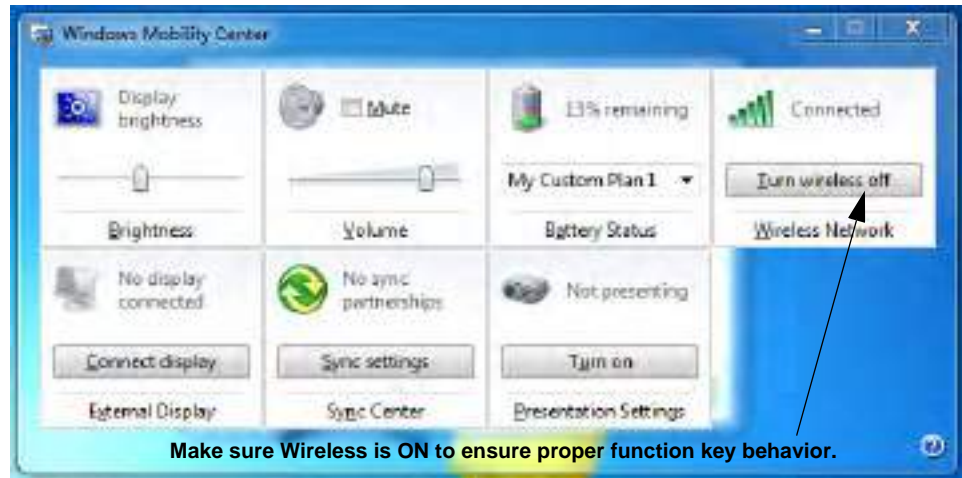 Windows Mobility Center
Display
brightness
Brightness
Mute
Volume
13% remaining
My Custom Plan 1
Battery Status
Connected
Turn wireless off
Wireless Network
No display
connected
Connect display
External Display
No sync
partnerships
Sync settings
Sync Center
Not presenting
Turn on
Presentation Settings
Make sure Wireless is ON to ensure proper function key behavior.